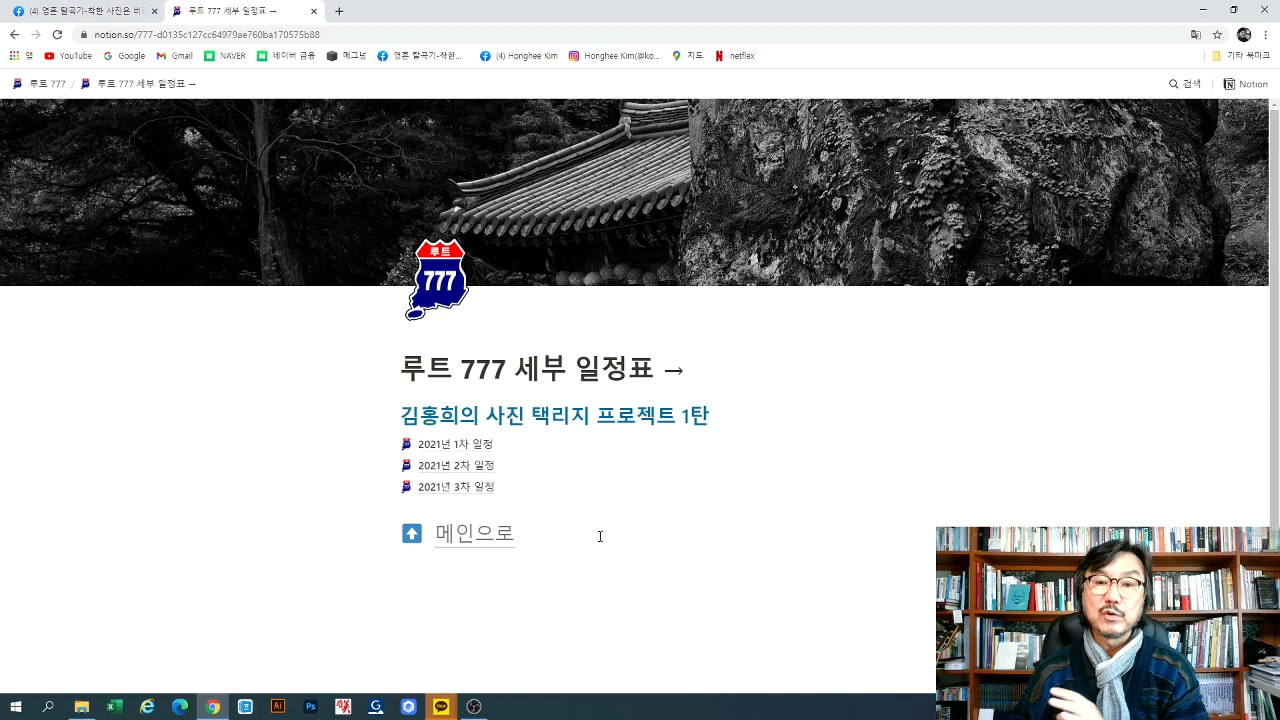 (4) 영혼 탈곡기-착한 사진은 버
루트 777 세부 일정표 →
notion.so/777-d0135c127cc64979ae760ba170575b88
앱 YouTube Google Gmail NAVER 네이버 금융 메그넘 영혼 탈곡기-착한... (4) Honghee Kim Honghee Kim(@ko... 지도 netflex 기타 북마크
루트 777 / 루트 777 세부 일정표 → 검색 Notion
루트
777
루트 777 세부 일정표 →
김홍희의 사진 택리지 프로젝트 1탄
2021년 1차 일정
2021년 2차 일정
2021년 3차 일정
메인으로
Ai Ps TALK